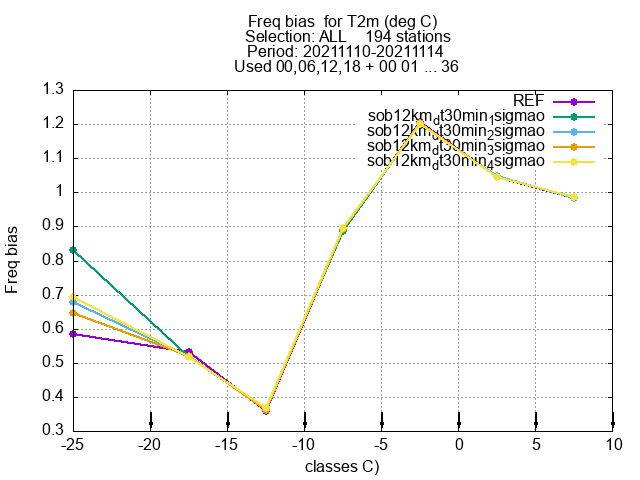 Freq bias  for T2m (deg C)
Selection: ALL    194 stations
Period: 20211110-20211114
Used 00,06,12,18 + 00 01 ... 36
REF
sob12km_dt30min_1sigmao
sob12km_dt30min_2sigmao
sob12km_dt30min_3sigmao
sob12km_dt30min_4sigmao
1.3
1.2
1.1
1
0.9
0.8
0.7
0.6
0.5
0.4
0.3
Freq bias
-25 -20 -15 -10 -5 0 5 10
classes C)